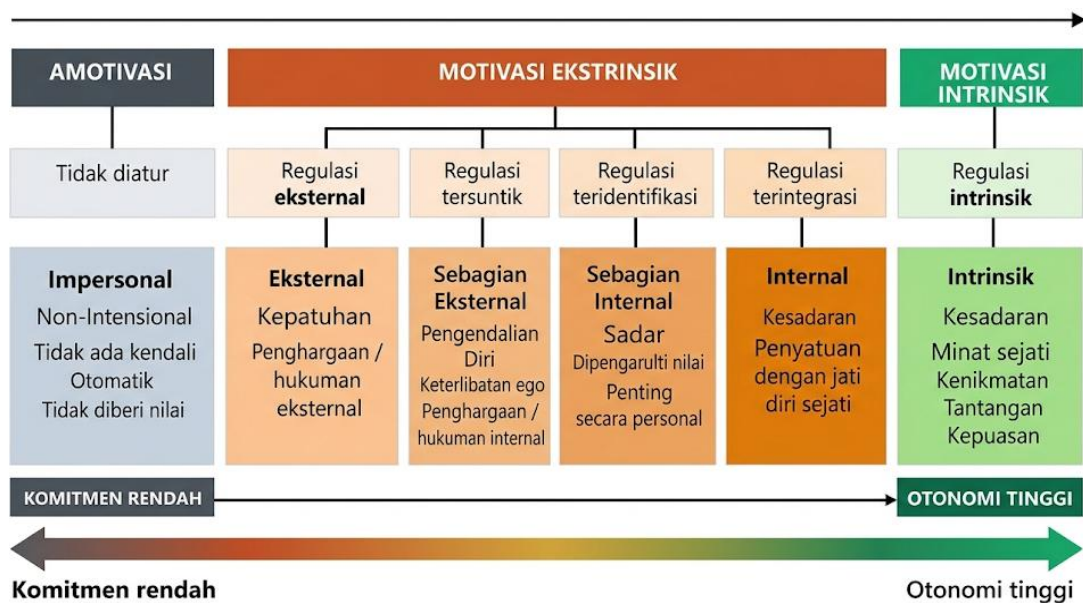 AMOTIVASI
MOTIVASI EKSTRINSIK
MOTIVASI
INTRINSIK
Tidak diatur
Regulasi
eksternal
Regulasi
tersuntik
Regulasi
teridentifikasi
Regulasi
terintegrasi
Regulasi
intrinsik
Impersonal
Non-Intensional
Tidak ada kendali
Otomatik
Tidak diberi nilai
Eksternal
Kepatuhan
Penghargaan /
hukuman
eksternal
Sebagian
Eksternal
Pengendalian
Diri
Keterlibatan ego
Penghargaan /
hukuman internal
Sebagian
Internal
Sadar
Dipengarulti nilai
Penting
secara personal
Internal
Kesadaran
Penyatuan
dengan jati
diri sejati
Intrinsik
Kesadaran
Minat sejati
Kenikmatan
Tantangan
Kepuasan
KOMITMEN RENDAH
OTONOMI TINGGI
Komitmen rendah
Otonomi tinggi